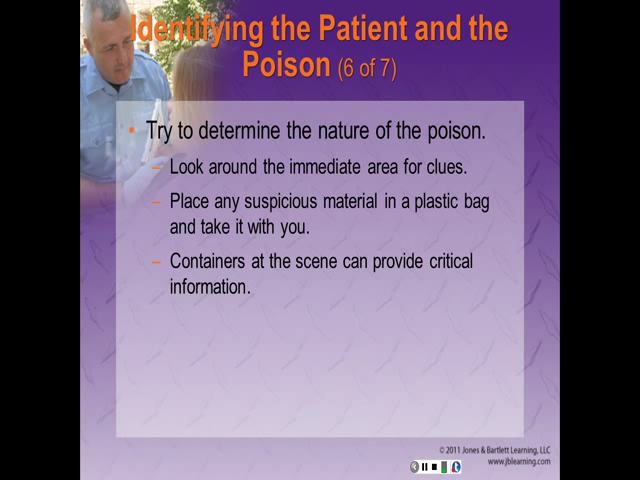 Identifying the Patient and the
Poison (6 of 7)
• Try to determine the nature of the poison.
– Look around the immediate area for clues.
– Place any suspicious material in a plastic bag
and take it with you.
– Containers at the scene can provide critical
information.
© 2011 Jones & Bartlett Learning, LLC
www.jblearning.com